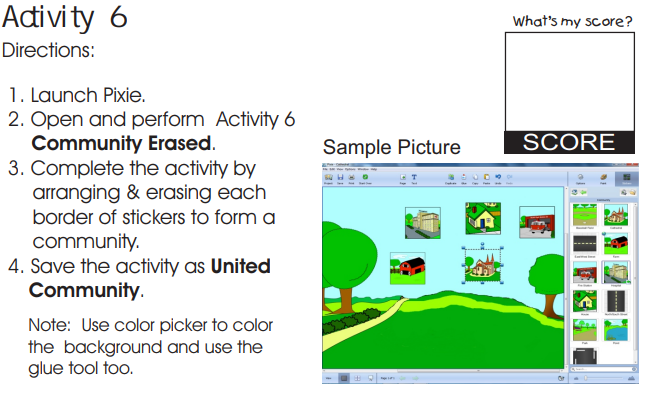 Activity 6
Directions:
What's my score?
SCORE
1. Launch Pixie.
2. Open and perform Activity 6
Community Erased.
3. Complete the activity by
arranging & erasing each
border of stickers to form a
community.
4. Save the activity as United
Community.
Note: Use color picker to color
the background and use the
glue tool too.
Sample Picture